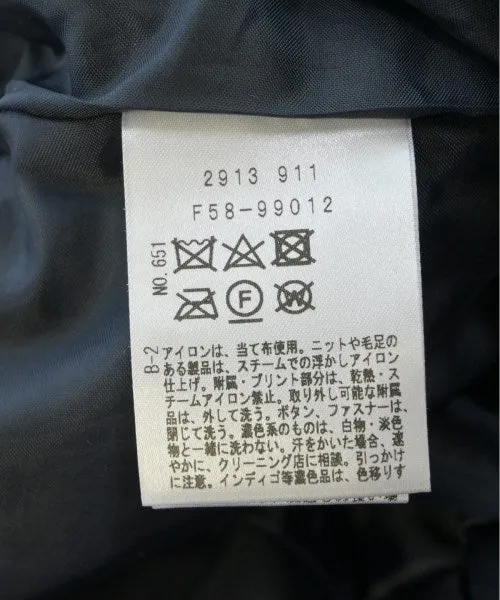 2913 911
F58-99012
NO.651
F
W
B-2
アイロンは、当て布使用。ニットや毛足の
ある製品は、スチームでの浮かしアイロン
仕上げ。附属・プリント部分は、乾熱・ス
チームアイロン禁止。取り外し可能な附属
品は、外して洗う。ボタン、ファスナーは、
閉じて洗う。濃色系のものは、白物・淡色
物と一緒に洗わない。汗をかいた場合、速
やかに、クリーニング店に相談。引っかけ
に注意。インディゴ等濃色品は、色移りす